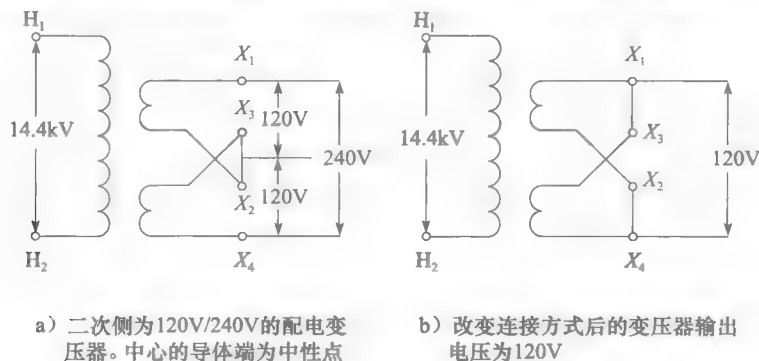 H₁
X₁
X₃
120V
14.4kV
240V
120V
X₂
H₂
X₄
a）二次侧为120V/240V的配电变
压器。中心的导体端为中性点
H₁
X₁
X₃
14.4kV
120V
X₂
H₂
X₄
b）改变连接方式后的变压器输出
电压为120V